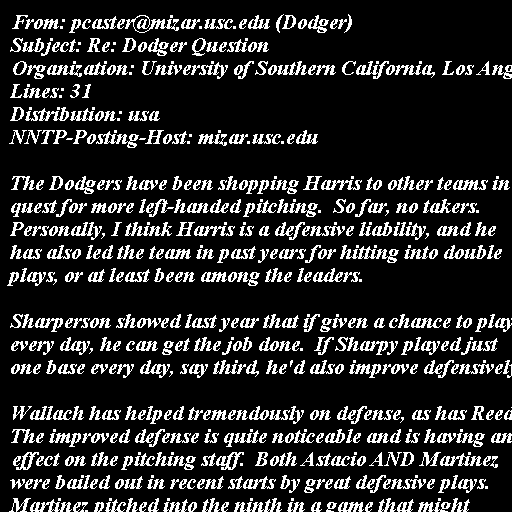 From: pcaster@mizar.usc.edu (Dodger)
Subject: Re: Dodger Question
Organization: University of Southern California, Los Ang
Lines: 31
Distribution: usa
NNTP-Posting-Host: mizar.usc.edu

The Dodgers have been shopping Harris to other teams in
quest for more left-handed pitching.  So far, no takers.
Personally, I think Harris is a defensive liability, and he
has also led the team in past years for hitting into double
plays, or at least been among the leaders.

Sharperson showed last year that if given a chance to play
every day, he can get the job done.  If Sharpy played just
one base every day, say third, he'd also improve defensively

Wallach has helped tremendously on defense, as has Reed
The improved defense is quite noticeable and is having an
effect on the pitching staff.  Both Astacio AND Martinez
were bailed out in recent starts by great defensive plays.
Martinez pitched into the ninth in a game that might